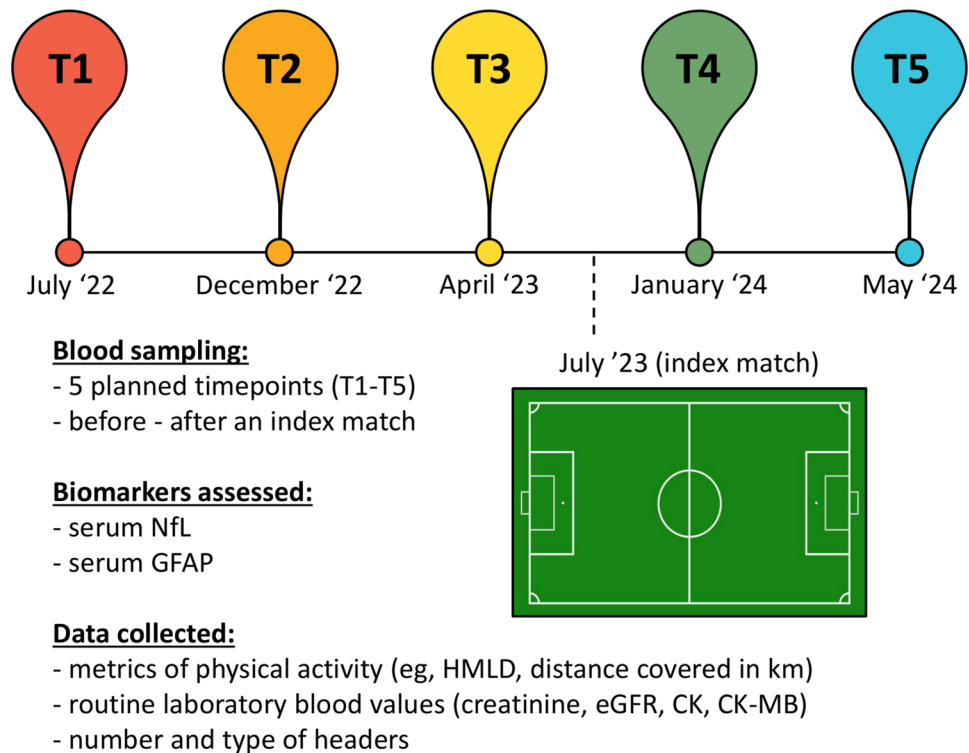 T1 T2 T3 T4 T5
July ‘22 December ‘22 April ‘23 January ‘24 May ‘24
July ‘23 (index match)
Blood sampling:
- 5 planned timepoints (T1-T5)
- before - after an index match
Biomarkers assessed:
- serum NfL
- serum GFAP
Data collected:
- metrics of physical activity (eg, HMLD, distance covered in km)
- routine laboratory blood values (creatinine, eGFR, CK, CK-MB)
- number and type of headers